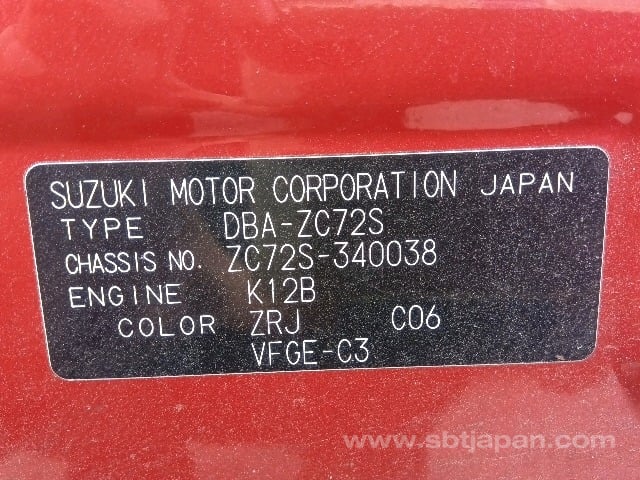 SUZUKI MOTOR CORPORATION JAPAN
TYPE DBA-ZC72S
CHASSIS NO. ZC72S-340038
ENGINE K12B
COLOR ZRJ C06
VFGE-C3
www.sbtjapan.com